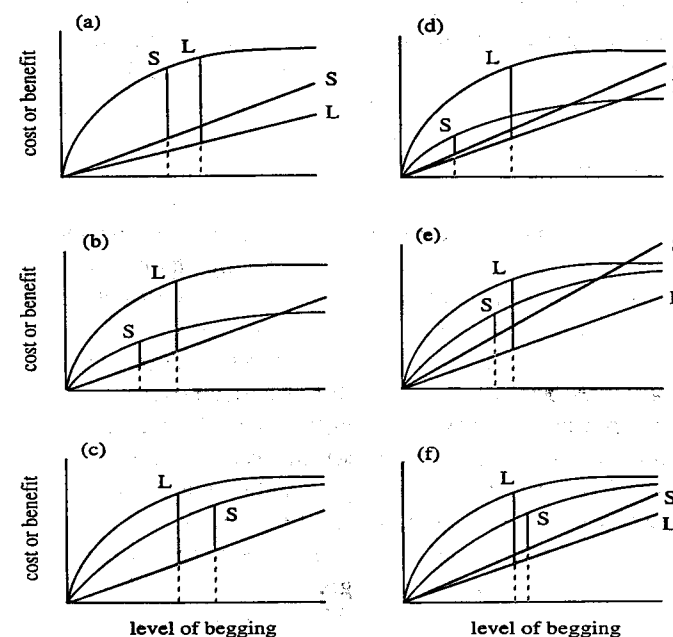 (a)
cost or benefit
S
L
S
L
(b)
cost or benefit
L
S
(c)
cost or benefit
L
S
level of begging
(d)
L
S
(e)
L
S
(f)
L
S
S
L
level of begging